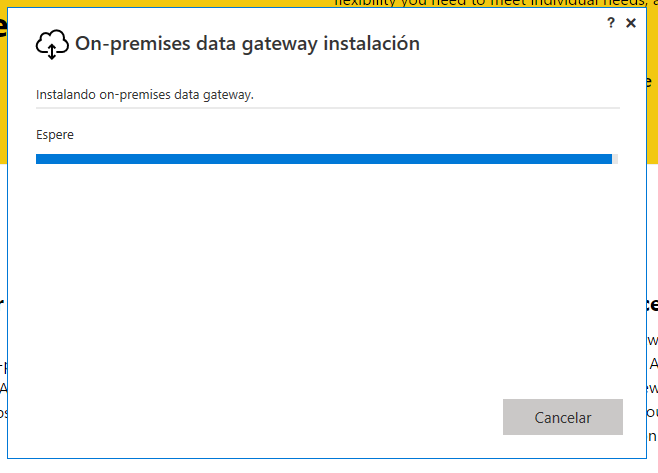 flexibility you need to meet individual needs, a
On-premises data gateway instalación
? ×
Instalando on-premises data gateway.
Espere
Cancelar